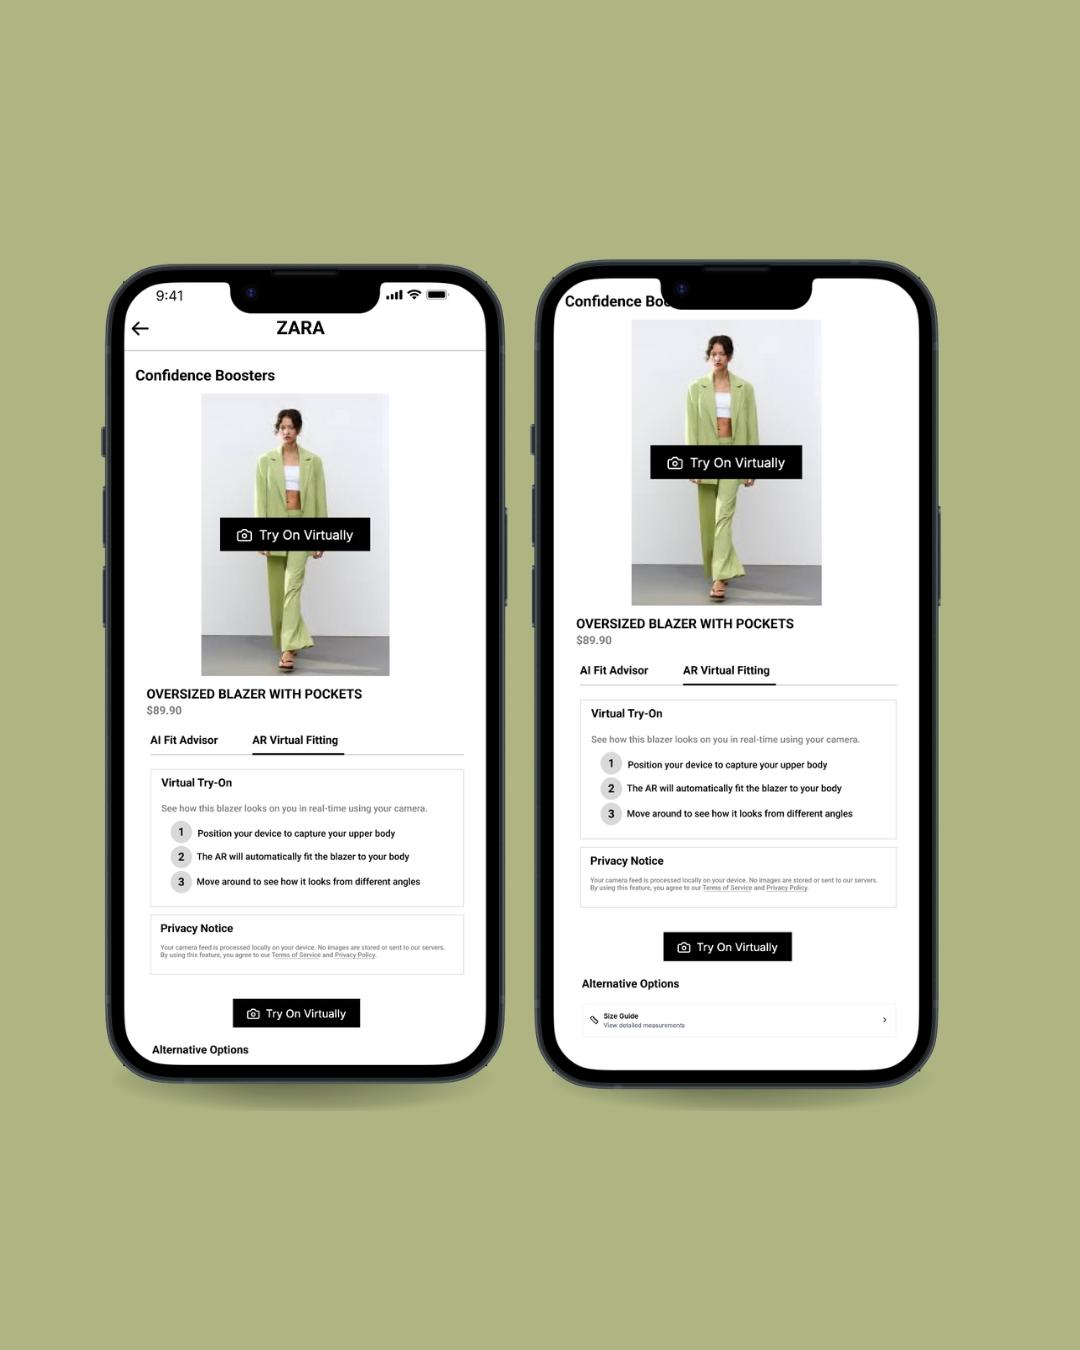 9:41
ZARA
Confidence Boosters
Try On Virtually
OVERSIZED BLAZER WITH POCKETS
$89.90
AI Fit Advisor
AR Virtual Fitting
Virtual Try-On
See how this blazer looks on you in real-time using your camera.
1 Position your device to capture your upper body
2 The AR will automatically fit the blazer to your body
3 Move around to see how it looks from different angles
Privacy Notice
Your camera feed is processed locally on your device. No images are stored or sent to our servers.
By using this feature, you agree to our Terms of Service and Privacy Policy.
Try On Virtually
Alternative Options
Confidence Boo
Try On Virtually
OVERSIZED BLAZER WITH POCKETS
$89.90
AI Fit Advisor
AR Virtual Fitting
Virtual Try-On
See how this blazer looks on you in real-time using your camera.
1 Position your device to capture your upper body
2 The AR will automatically fit the blazer to your body
3 Move around to see how it looks from different angles
Privacy Notice
Your camera feed is processed locally on your device. No images are stored or sent to our servers.
By using this feature, you agree to our Terms of Service and Privacy Policy.
Try On Virtually
Alternative Options
Size Guide
View detailed measurements